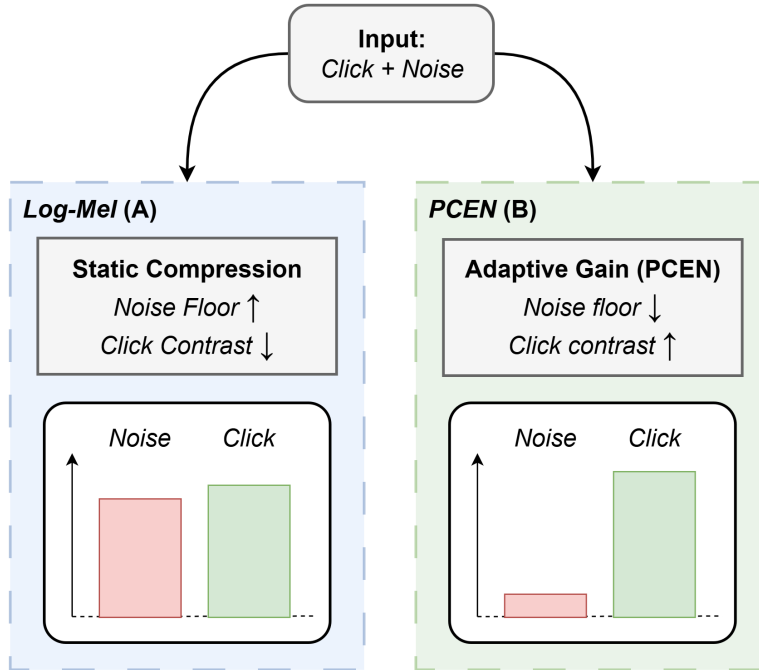 Input:
Click + Noise
Log-Mel (A)
Static Compression
Noise Floor ↑
Click Contrast ↓
Noise Click
PCEN (B)
Adaptive Gain (PCEN)
Noise floor ↓
Click contrast ↑
Noise Click